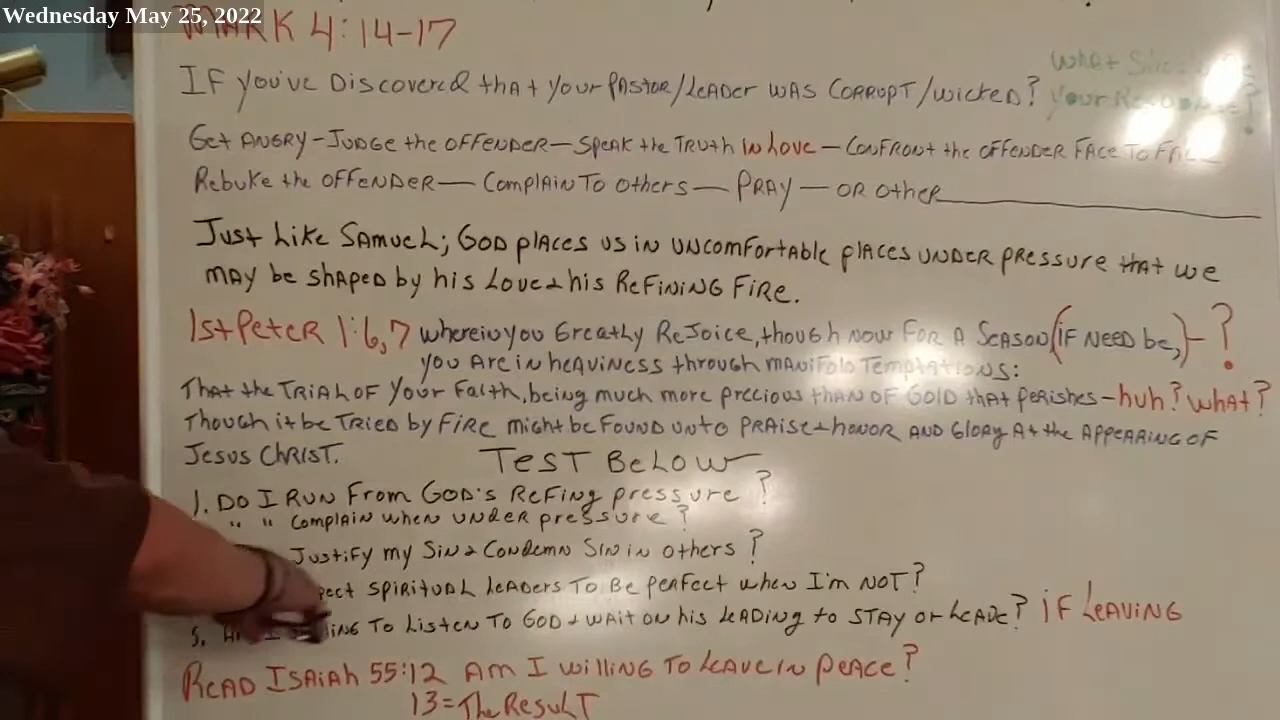 Wednesday May 25, 2022
MARK 4:14-17
What
IF You've Discovered that your PASTOR/LEADER WAS CORRUPT/wicked? your Response?
Get ANGRY-JUDGE the OFFENDER-SPEAK the TRUTH IN LOVE-CONFRONT the OFFENDER FACE TO
Rebuke the OFFENDER-COMPLAIN TO others-PRAY-OR other
Just Like SAMUEL; GOD places us in UNCOMFORTABLE places UNDER pressure that we
may be shaped by his Love & his ReFINING FIRE.
1st PETER 1:6,7 wherein you Greatly Rejoice, though now FOR A SEASON (IF NEED be,)-?
you Are in heaviness through manifold Temptations:
That the TRIAL OF your Faith, being much more precious than OF GOLD that perishes-huh? what?
Though it be TRIED by FIRE might be FOUND unto PRAISE & honor AND Glory At the APPEARING OF
Jesus Christ. TEST BELOW
1. DO I RUN From GOD'S REFING pressure?
" " Complain when UNDER pressure?
Justify my SIN & Condemn SIN in others?
pect SPIRITUAL LEADERS TO Be perfect when I'm NOT?
5. ING TO Listen TO GOD & WAIT ON his LEADING to STAY or LEAVE? IF LEAVING
READ ISAIAH 55:12 AM I willing TO LEAVE IN peace?
13=The Result